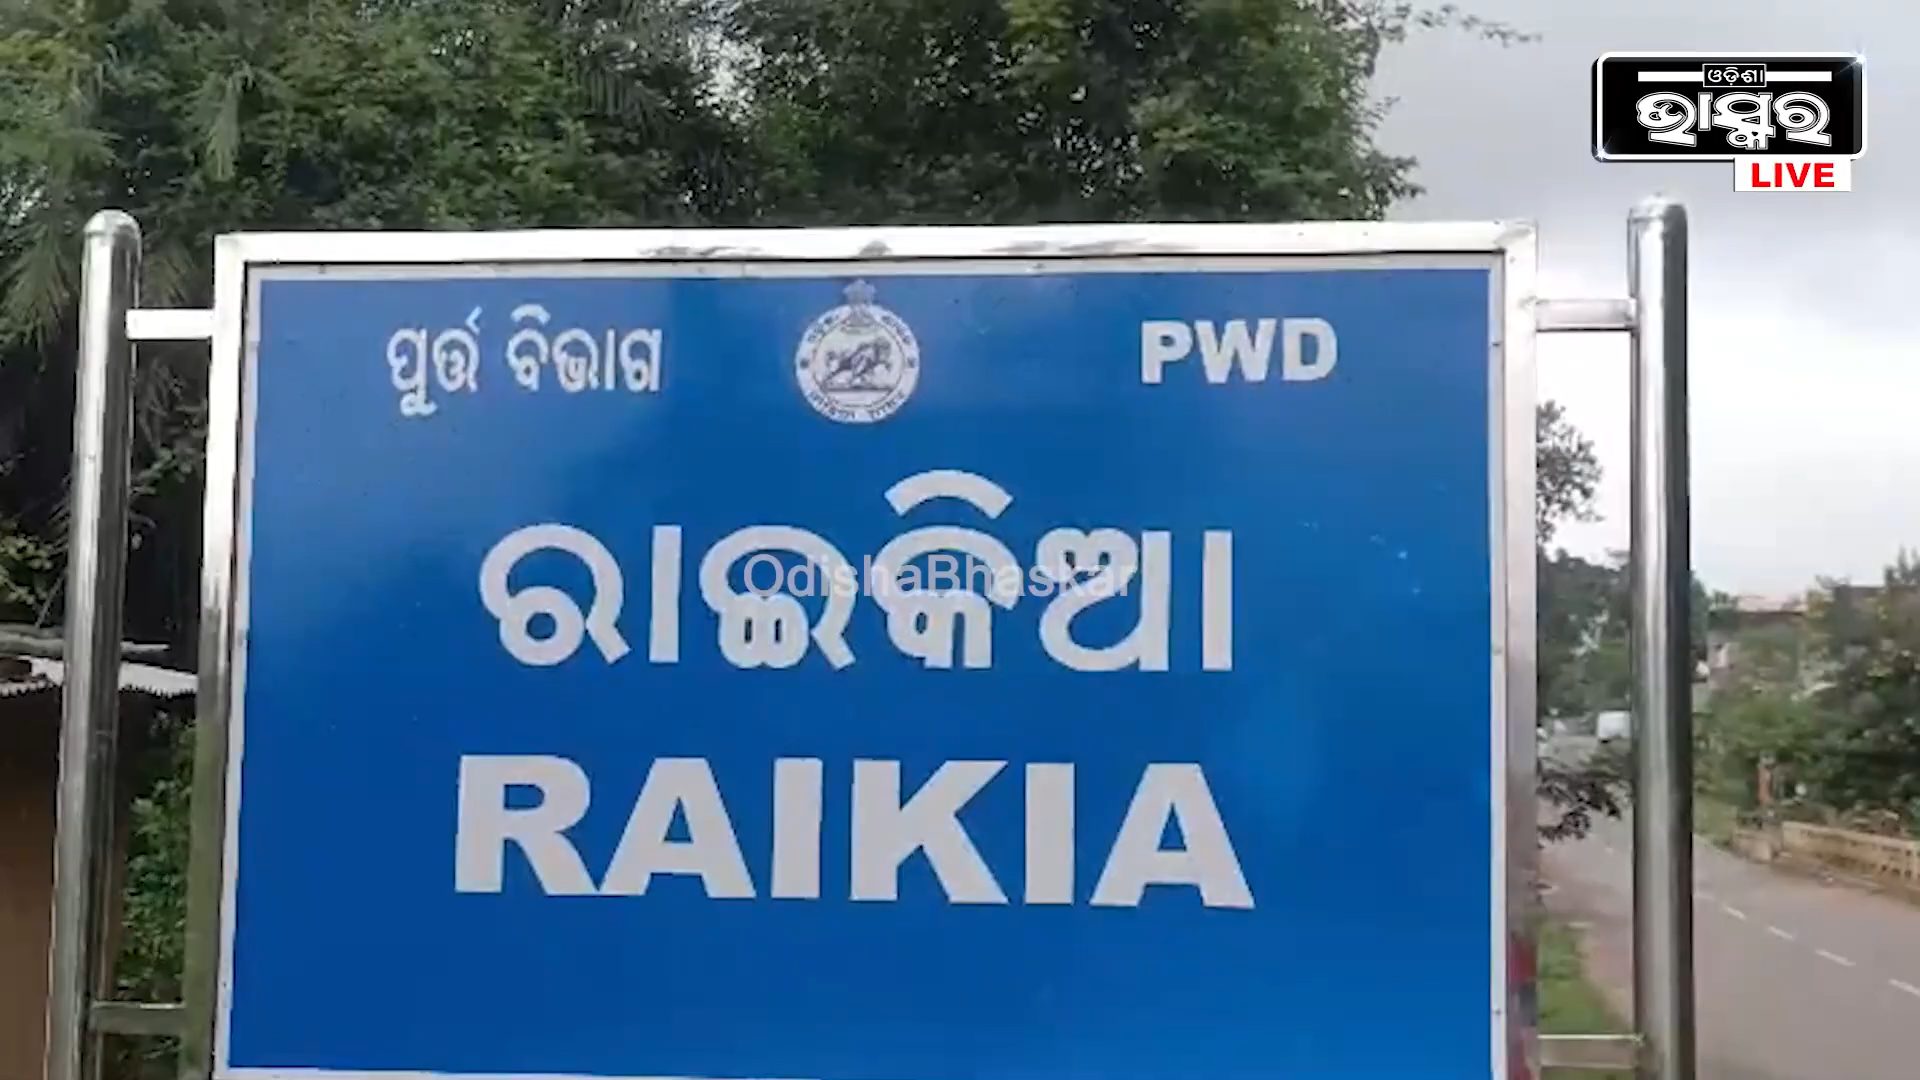 ଓଡ଼ିଶା
ଭାସ୍କର
LIVE
ପୁର୍ତ୍ତ ବିଭାଗ PWD
ରାଇକିଆ
OdishaBhaskar
RAIKIA